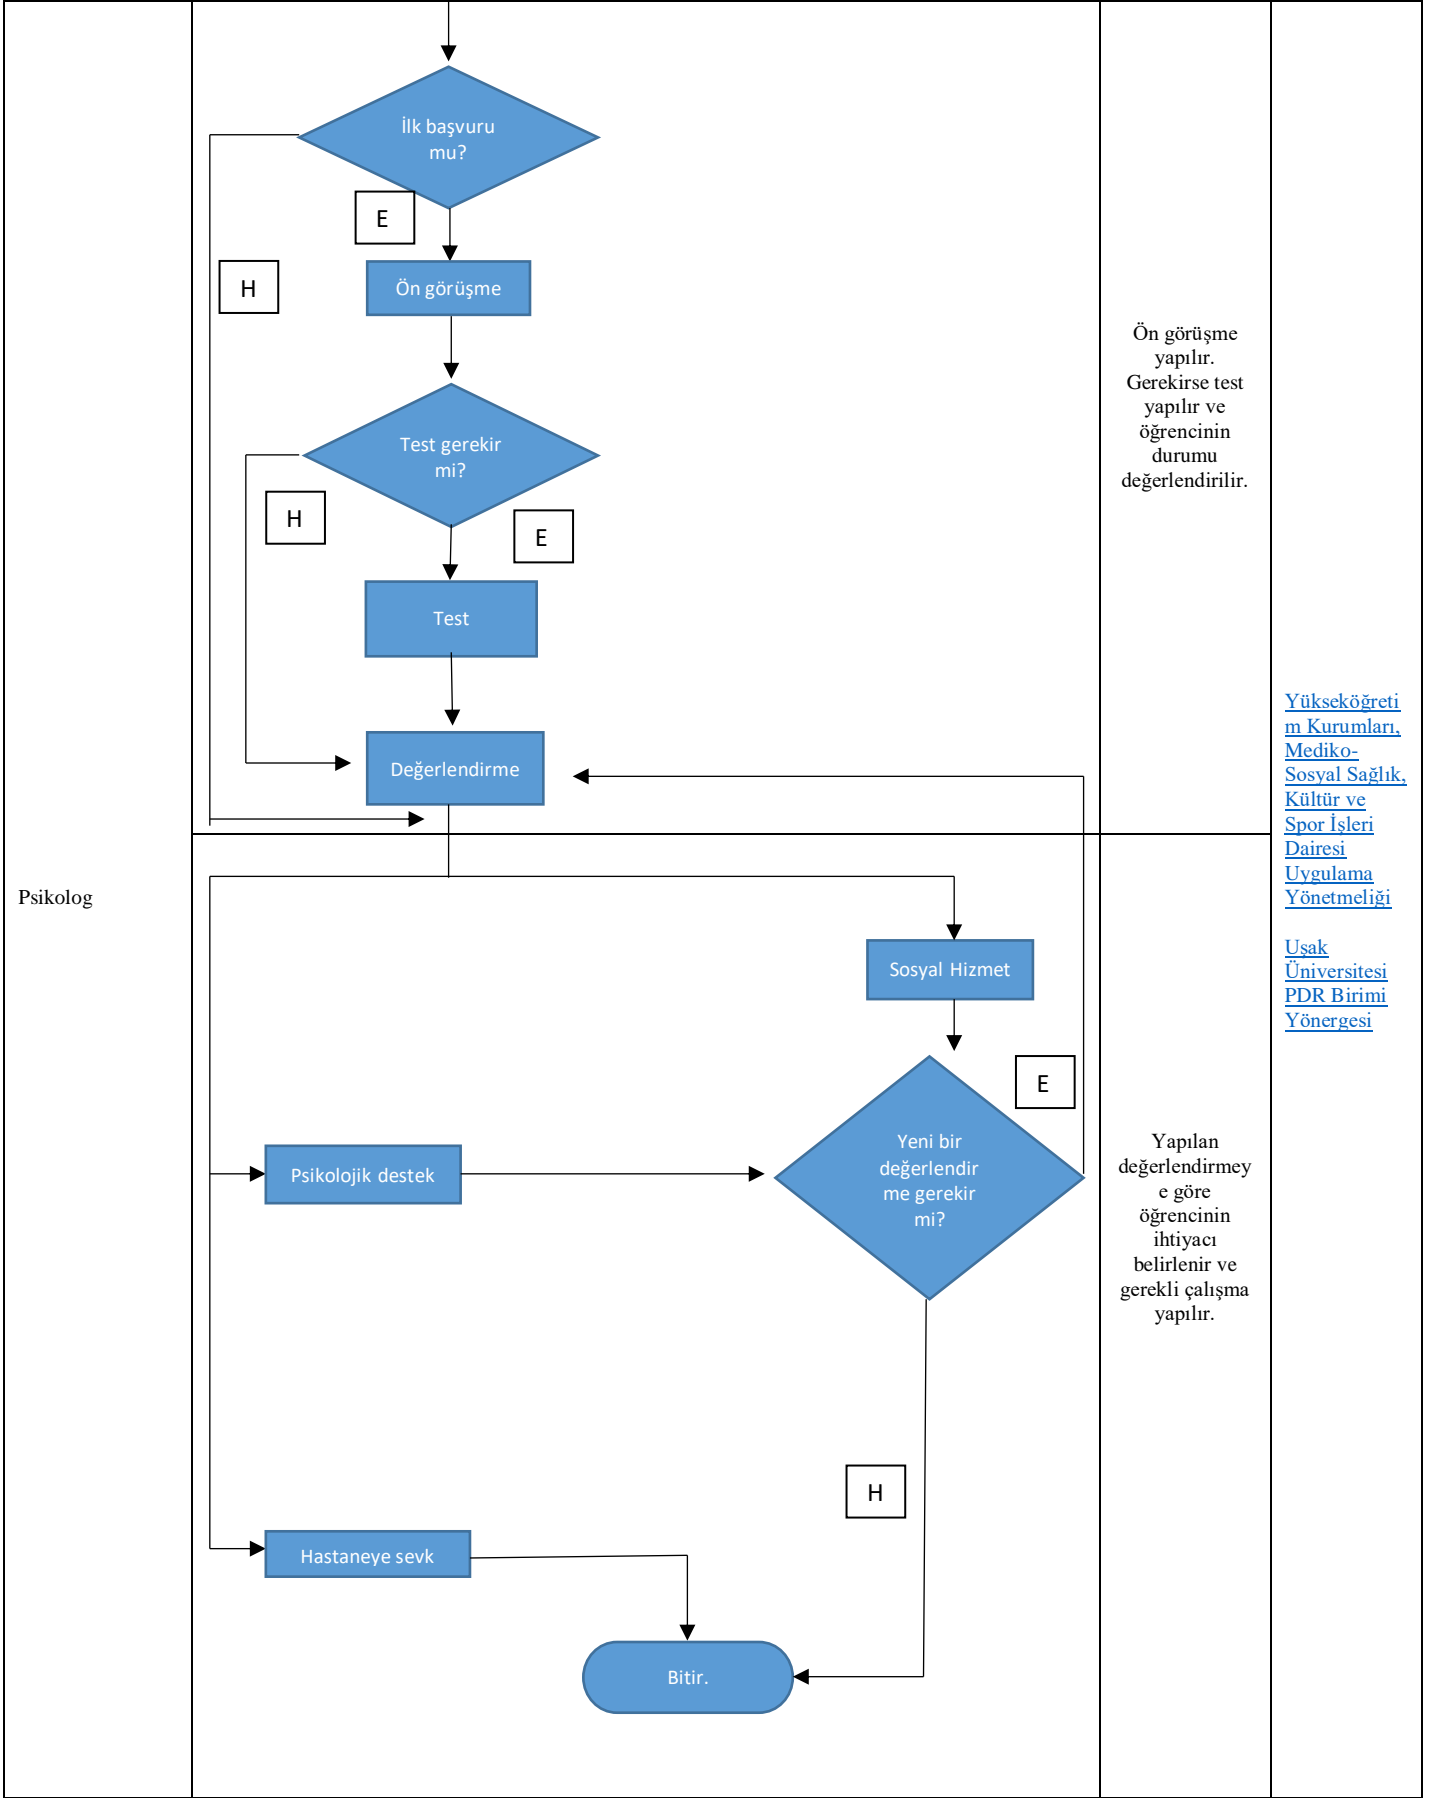 Psikolog
İlk başvuru
mu?
E
H
Ön görüşme
Test gerekir
mi?
H
E
Test
Değerlendirme
Sosyal Hizmet
E
Yeni bir
değerlendir
me gerekir
mi?
Psikolojik destek
H
Hastaneye sevk
Bitir.
Ön görüşme
yapılır.
Gerekirse test
yapılır ve
öğrencinin
durumu
değerlendirilir.
Yapılan
değerlendirmey
e göre
öğrencinin
ihtiyacı
belirlenir ve
gerekli çalışma
yapılır.
Yükseköğreti
m Kurumları,
Mediko-
Sosyal Sağlık,
Kültür ve
Spor İşleri
Dairesi
Uygulama
Yönetmeliği
Uşak
Üniversitesi
PDR Birimi
Yönergesi